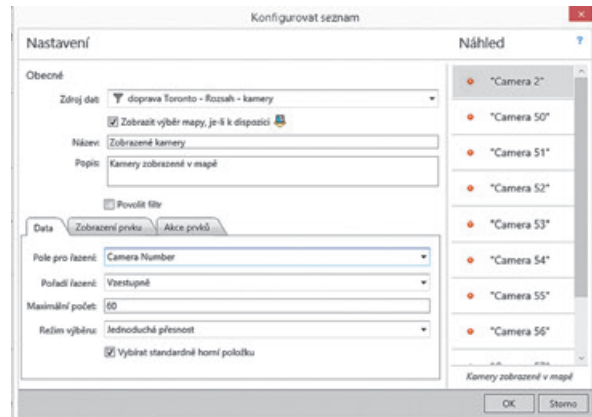 Konfigurovat seznam
Nastavení
Obecné
Zdroj dat: doprava Toronto - Rozsah - kamery
Zobrazit výběr mapy, je-li k dispozici
Název: Zobrazené kamery
Popis: Kamery zobrazené v mapě
Povolit filtr
Data Zobrazení prvku Akce prvků
Pole pro řazení: Camera Number
Pořadí řazení: Vzestupně
Maximální počet: 60
Režim výběru: Jednoduchá přesnost
Vybírat standardně horní položku
Náhled ?
"Camera 2"
"Camera 50"
"Camera 51"
"Camera 52"
"Camera 53"
"Camera 54"
"Camera 55"
"Camera 56"
Kamery zobrazené v mapě
OK Storno